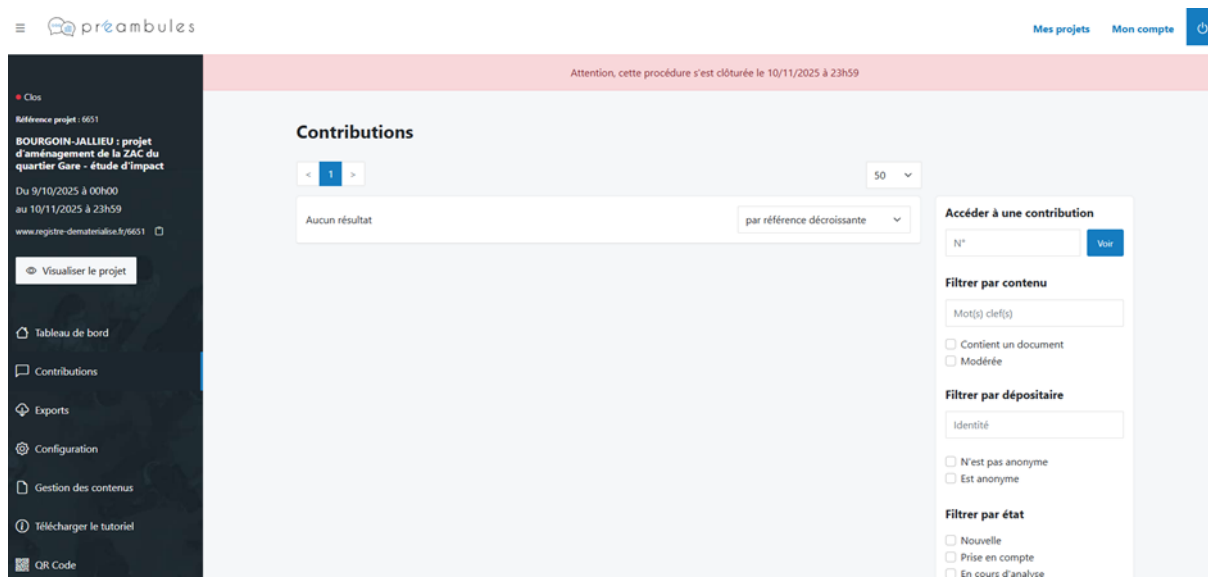 préambules
Mes projets Mon compte
Attention, cette procédure s'est clôturée le 10/11/2025 à 23h59
Clos
Référence projet : 6651
BOURGOIN-JALLIEU : projet
d'aménagement de la ZAC du
quartier Gare - étude d'impact
Du 9/10/2025 à 00h00
au 10/11/2025 à 23h59
www.registre-dematerialise.fr/6651
Visualiser le projet
Tableau de bord
Contributions
Exports
Configuration
Gestion des contenus
Télécharger le tutoriel
QR Code
Contributions
< 1 >
50
Aucun résultat
par référence décroissante
Accéder à une contribution
N°
Voir
Filtrer par contenu
Mot(s) clef(s)
Contient un document
Modérée
Filtrer par dépositaire
Identité
N'est pas anonyme
Est anonyme
Filtrer par état
Nouvelle
Prise en compte
En cours d'analyse